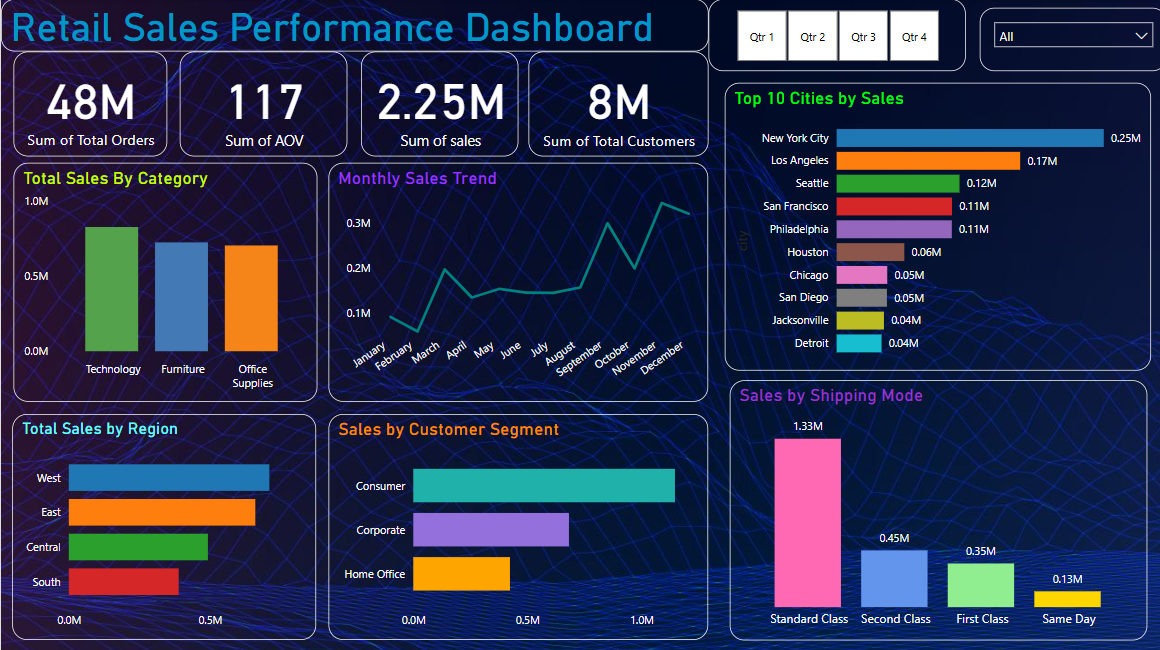 Retail Sales Performance Dashboard
Qtr 1
Qtr 2
Qtr 3
Qtr 4
All
48M
Sum of Total Orders
117
Sum of AOV
2.25M
Sum of sales
8M
Sum of Total Customers
Total Sales By Category
1.0M
0.5M
0.0M
Technology
Furniture
Office
Supplies
Monthly Sales Trend
0.3M
0.2M
0.1M
January
February
March
April
May
June
July
August
September
October
November
December
Top 10 Cities by Sales
city
New York City 0.25M
Los Angeles 0.17M
Seattle 0.12M
San Francisco 0.11M
Philadelphia 0.11M
Houston 0.06M
Chicago 0.05M
San Diego 0.05M
Jacksonville 0.04M
Detroit 0.04M
Total Sales by Region
West
East
Central
South
0.0M 0.5M
Sales by Customer Segment
Consumer
Corporate
Home Office
0.0M 0.5M 1.0M
Sales by Shipping Mode
1.33M
0.45M
0.35M
0.13M
Standard Class Second Class First Class Same Day